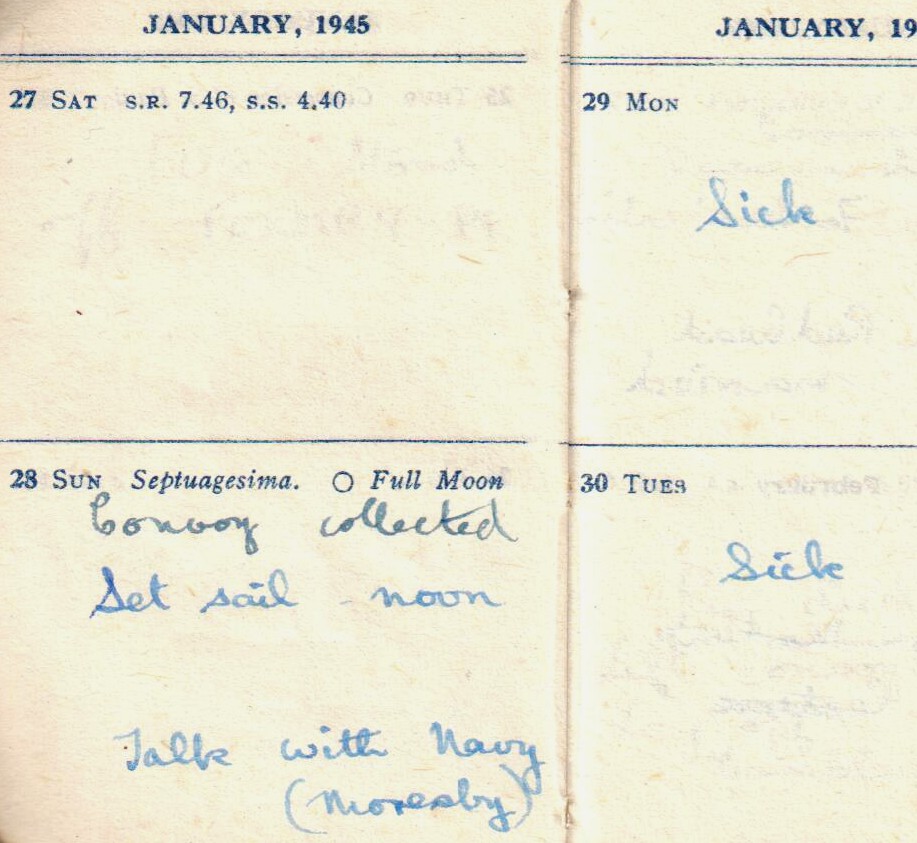 JANUARY, 1945
27 SAT S.R. 7.46, S.S. 4.40
28 SUN Septuagesima. ○ Full Moon
Convoy collected
Set sail - noon
Talk with Navy
(Moresby)
JANUARY, 19
29 MON
Sick
30 TUES
Sick